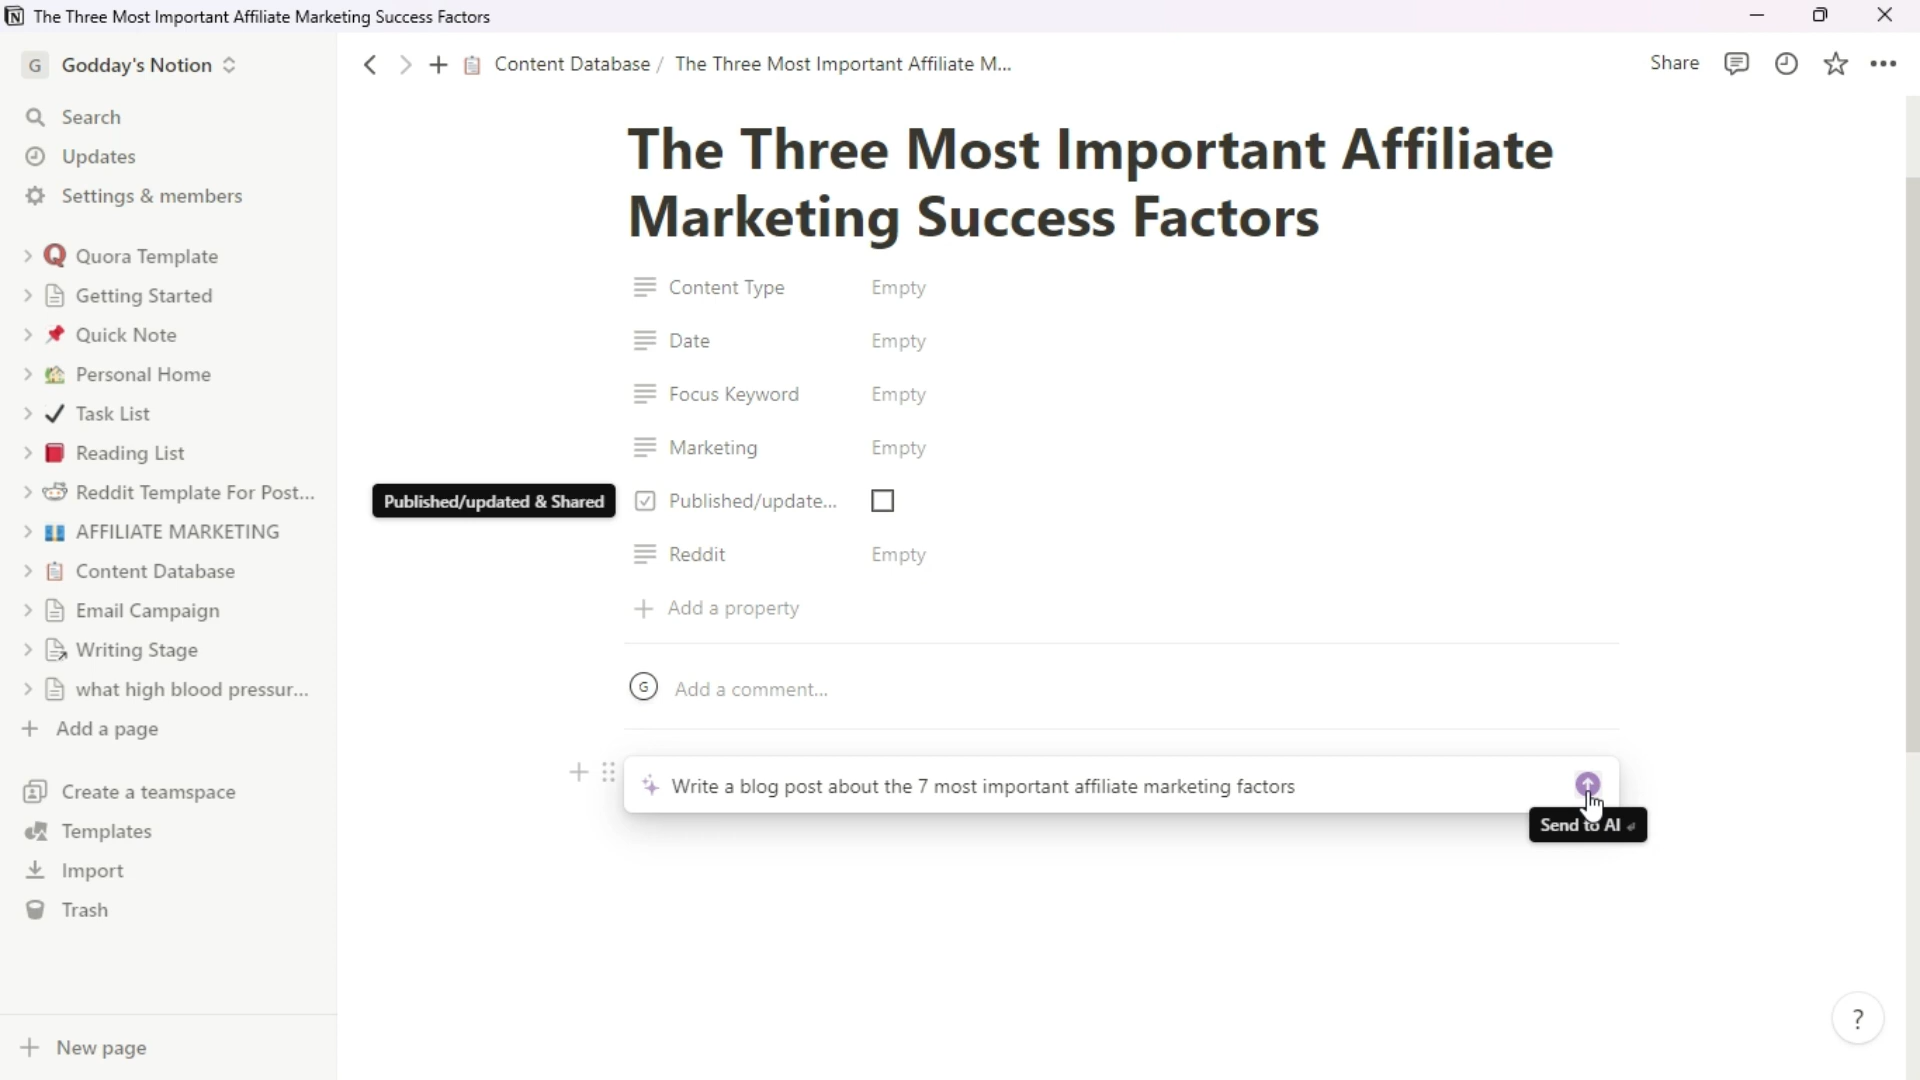 The Three Most Important Affiliate Marketing Success Factors
G Godday's Notion
Search
Updates
Settings & members
Quora Template
Getting Started
Quick Note
Personal Home
Task List
Reading List
Reddit Template For Post...
AFFILIATE MARKETING
Content Database
Email Campaign
Writing Stage
what high blood pressur...
Add a page
Create a teamspace
Templates
Import
Trash
New page
Content Database / The Three Most Important Affiliate M...
Share
The Three Most Important Affiliate
Marketing Success Factors
Content Type Empty
Date Empty
Focus Keyword Empty
Marketing Empty
Published/updated & Shared
Published/update...
Reddit Empty
Add a property
G Add a comment...
Write a blog post about the 7 most important affiliate marketing factors
Send to AI
?